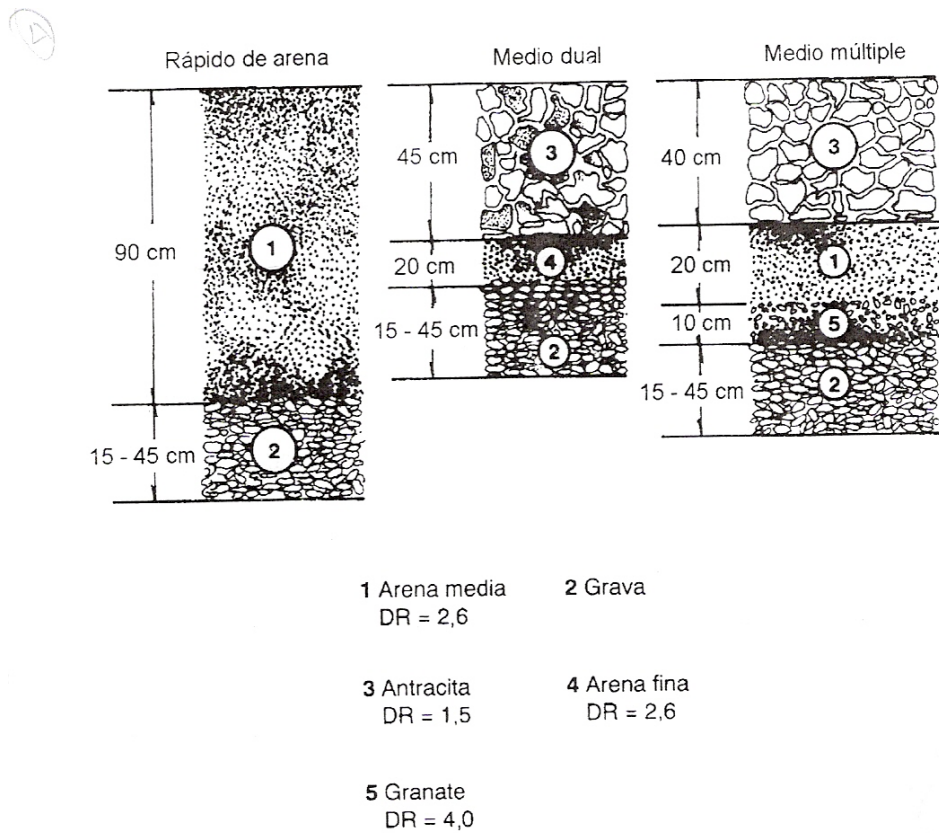 Rápido de arena
90 cm
1
15 - 45 cm
2
Medio dual
45 cm
3
20 cm
4
15 - 45 cm
2
Medio múltiple
40 cm
3
20 cm
1
10 cm
5
15 - 45 cm
2
1 Arena media
DR = 2,6
2 Grava
3 Antracita
DR = 1,5
4 Arena fina
DR = 2,6
5 Granate
DR = 4,0